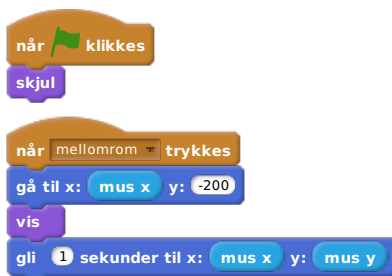 når klikkes
skjul
når mellomrom trykkes
gå til x: mus x y: -200
vis
gli 1 sekunder til x: mus x y: mus y